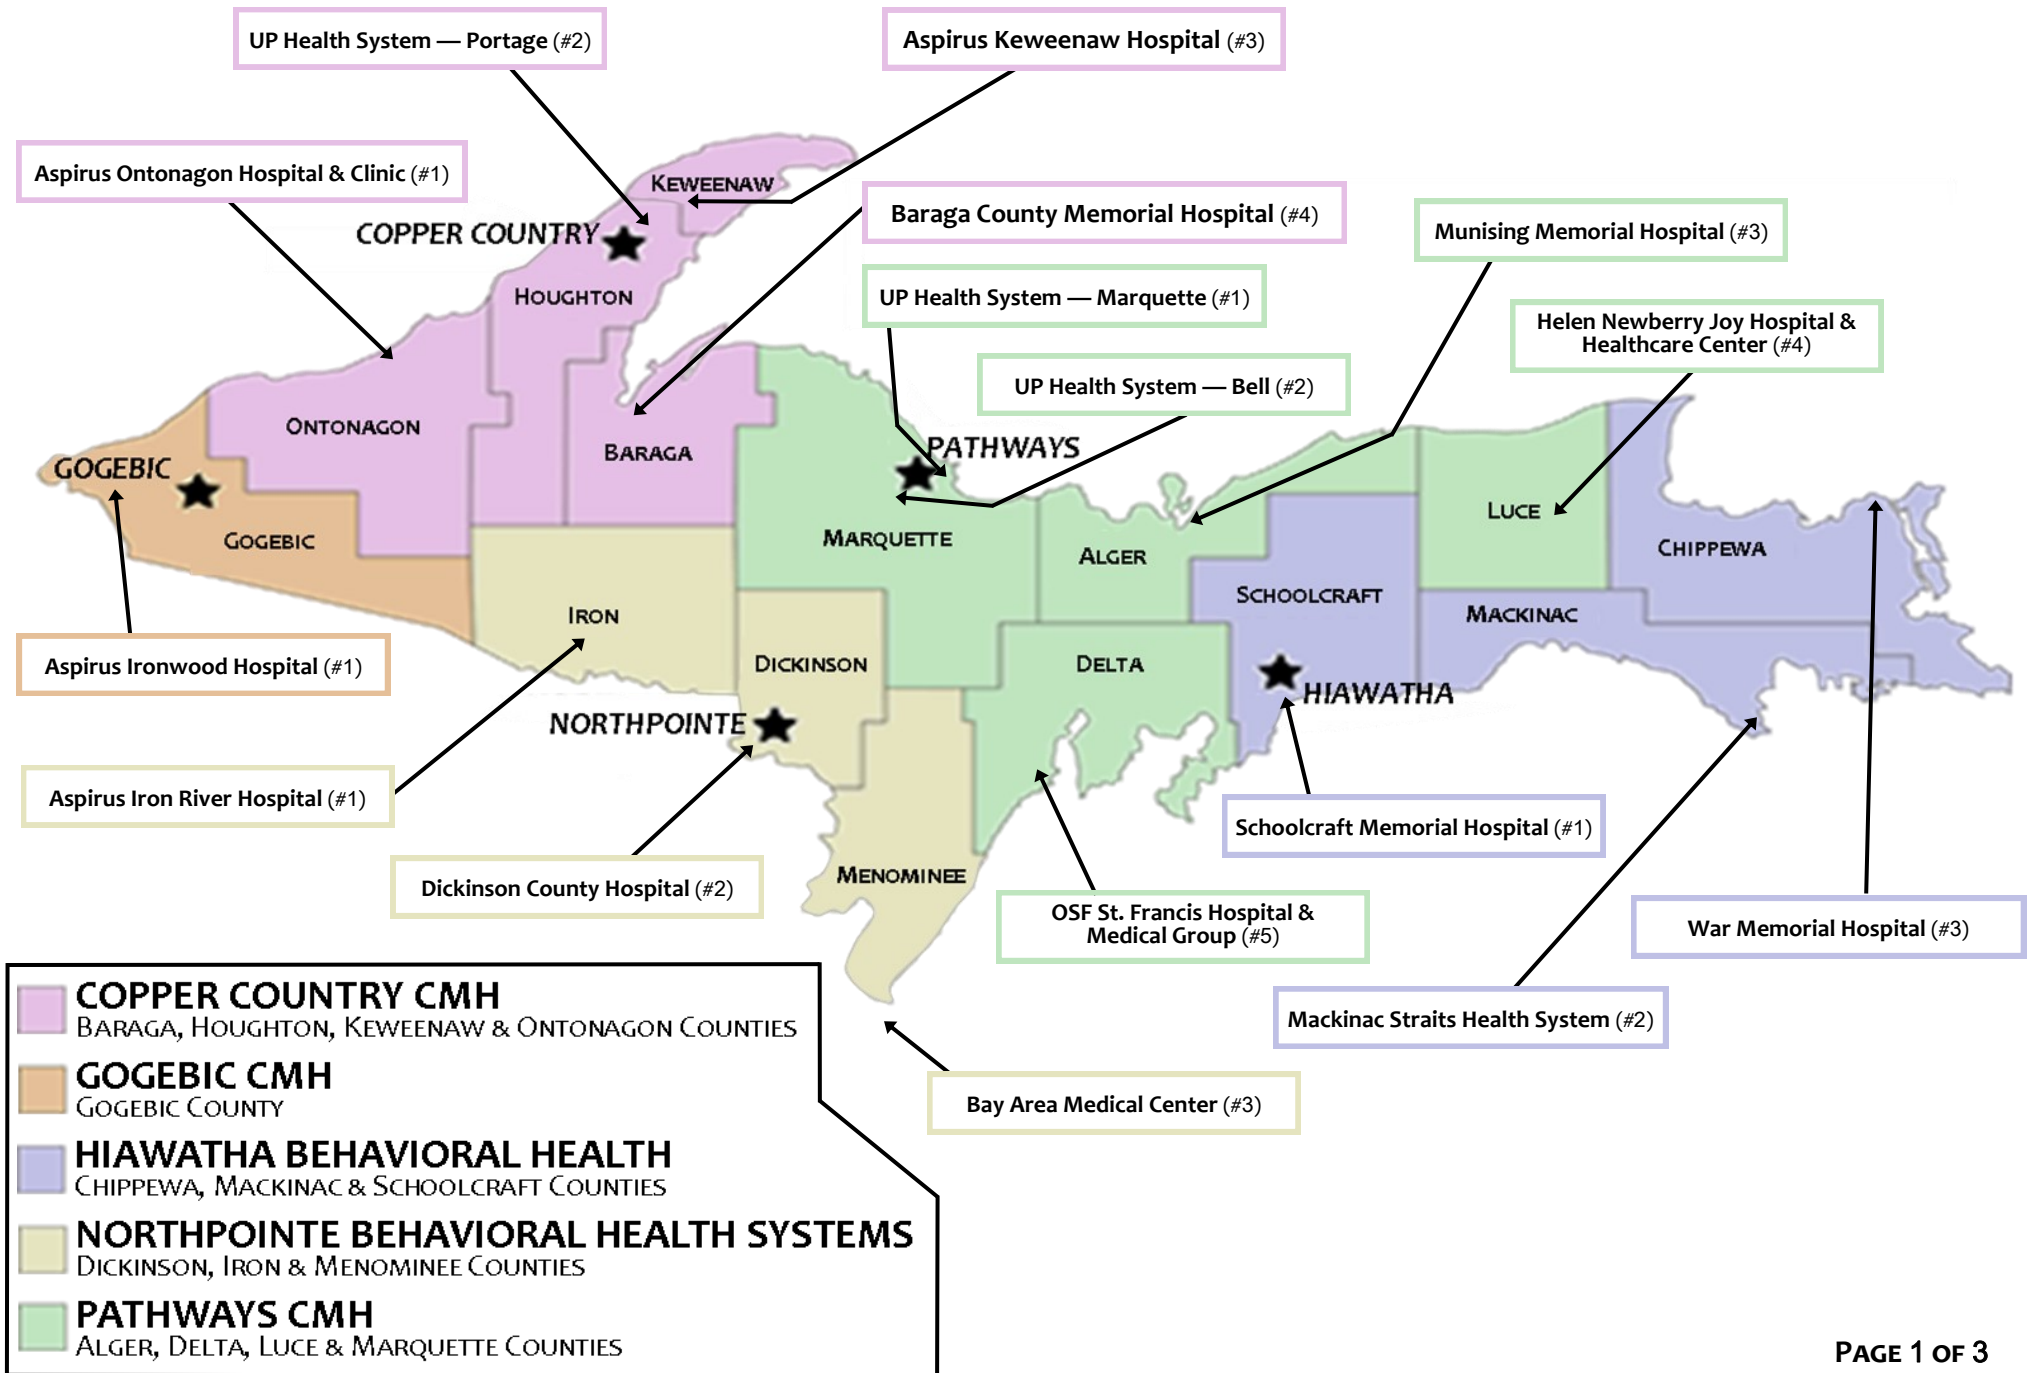 UP Health System — Portage (#2)
Aspirus Keweenaw Hospital (#3)
Aspirus Ontonagon Hospital & Clinic (#1)
KEWEENAW
COPPER COUNTRY
Baraga County Memorial Hospital (#4)
Munising Memorial Hospital (#3)
HOUGHTON
UP Health System — Marquette (#1)
Helen Newberry Joy Hospital &
Healthcare Center (#4)
UP Health System — Bell (#2)
ONTONAGON
BARAGA
PATHWAYS
GOGEBIC
LUCE
GOGEBIC
MARQUETTE
ALGER
CHIPPEWA
SCHOOLCRAFT
IRON
MACKINAC
Aspirus Ironwood Hospital (#1)
DICKINSON
DELTA
HIAWATHA
NORTHPOINTE
Aspirus Iron River Hospital (#1)
Schoolcraft Memorial Hospital (#1)
Dickinson County Hospital (#2)
MENOMINEE
OSF St. Francis Hospital &
Medical Group (#5)
War Memorial Hospital (#3)
Mackinac Straits Health System (#2)
Bay Area Medical Center (#3)
COPPER COUNTRY CMH
BARAGA, HOUGHTON, KEWEENAW & ONTONAGON COUNTIES
GOGEBIC CMH
GOGEBIC COUNTY
HIAWATHA BEHAVIORAL HEALTH
CHIPPEWA, MACKINAC & SCHOOLCRAFT COUNTIES
NORTHPOINTE BEHAVIORAL HEALTH SYSTEMS
DICKINSON, IRON & MENOMINEE COUNTIES
PATHWAYS CMH
ALGER, DELTA, LUCE & MARQUETTE COUNTIES
PAGE 1 OF 3